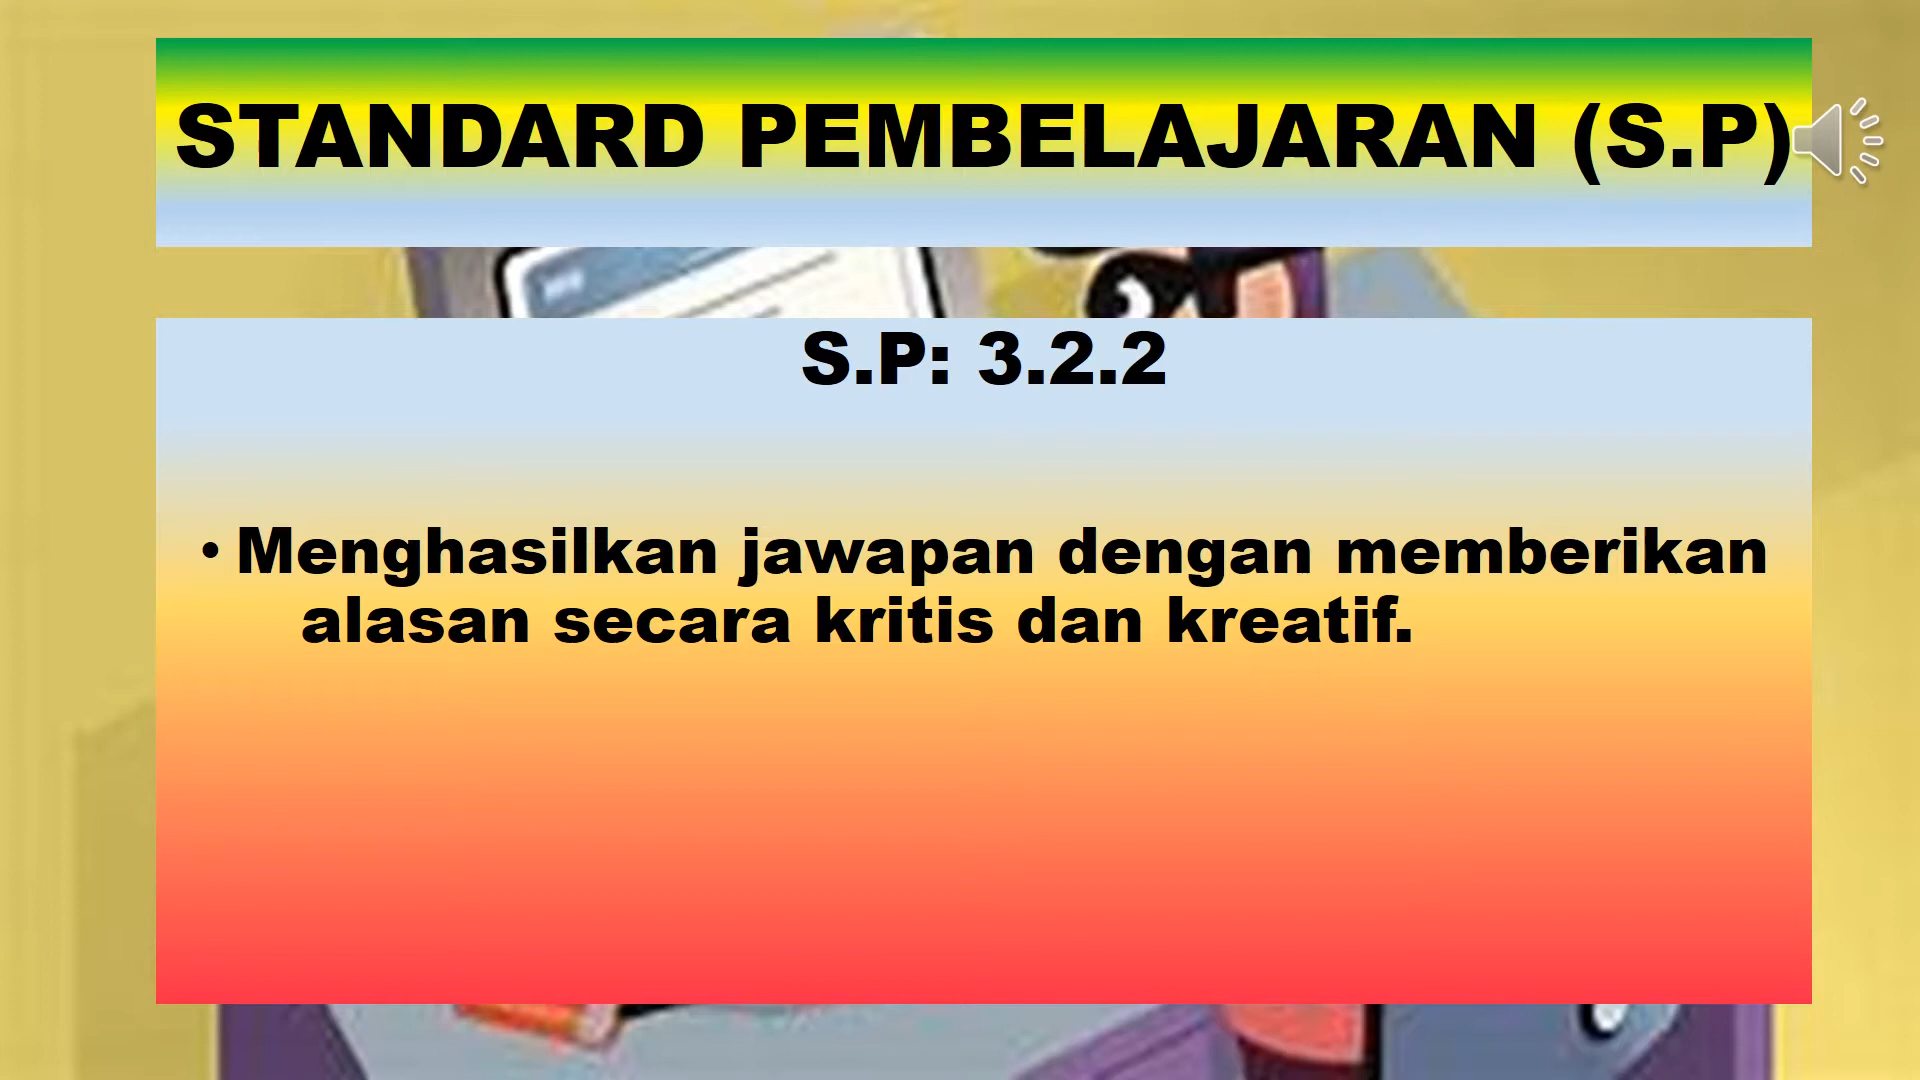 STANDARD PEMBELAJARAN (S.P)
S.P: 3.2.2
• Menghasilkan jawapan dengan memberikan
alasan secara kritis dan kreatif.